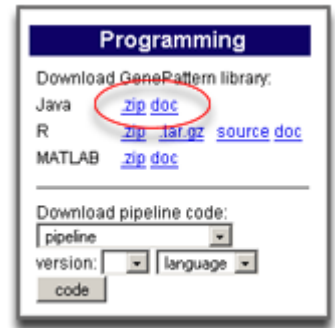 Programming
Download GenePattern library:
Java .zip doc
R .zip .tar.gz source doc
MATLAB .zip doc
Download pipeline code:
pipeline
version: language
code